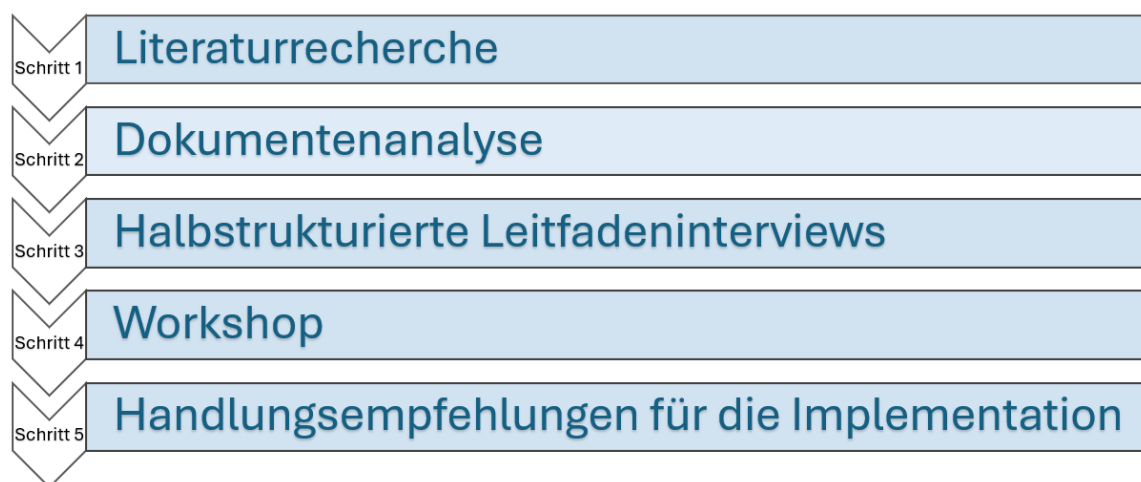 Schritt 1 Literaturrecherche
Schritt 2 Dokumentenanalyse
Schritt 3 Halbstrukturierte Leitfadeninterviews
Schritt 4 Workshop
Schritt 5 Handlungsempfehlungen für die Implementation